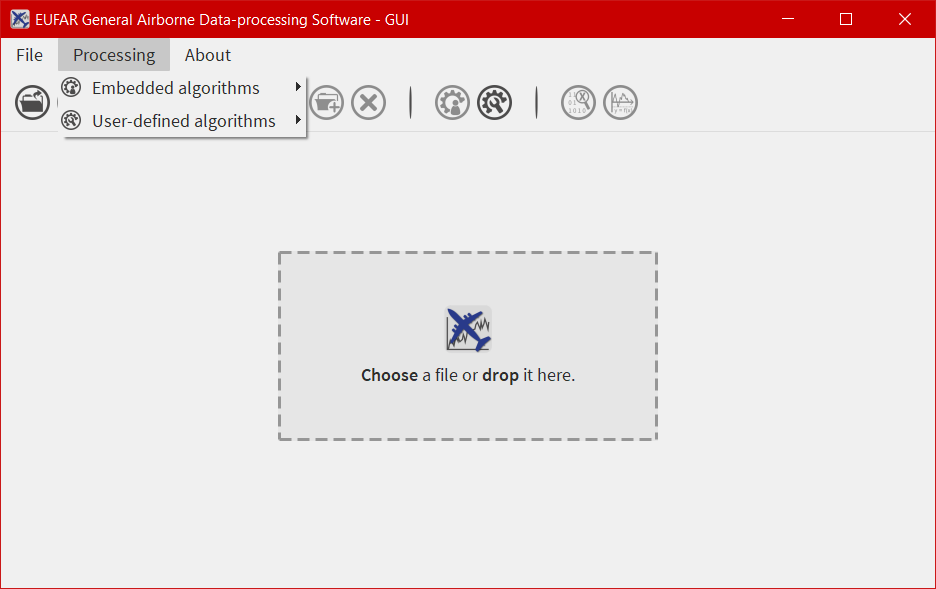 EUFAR General Airborne Data-processing Software - GUI
File Processing About
Embedded algorithms
User-defined algorithms
Choose a file or drop it here.